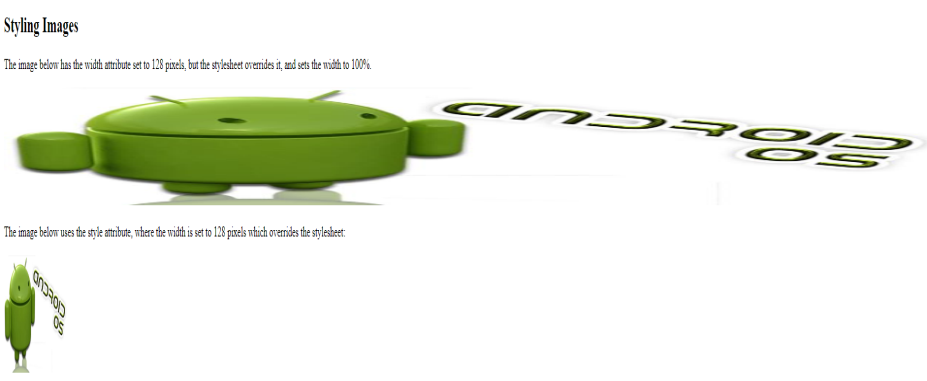 Styling Images
The image below has the width attribute set to 128 pixels, but the stylesheet overrides it, and sets the width to 100%.
ANDROID
OS
The image below uses the style attribute, where the width is set to 128 pixels which overrides the stylesheet:
ANDROID
OS